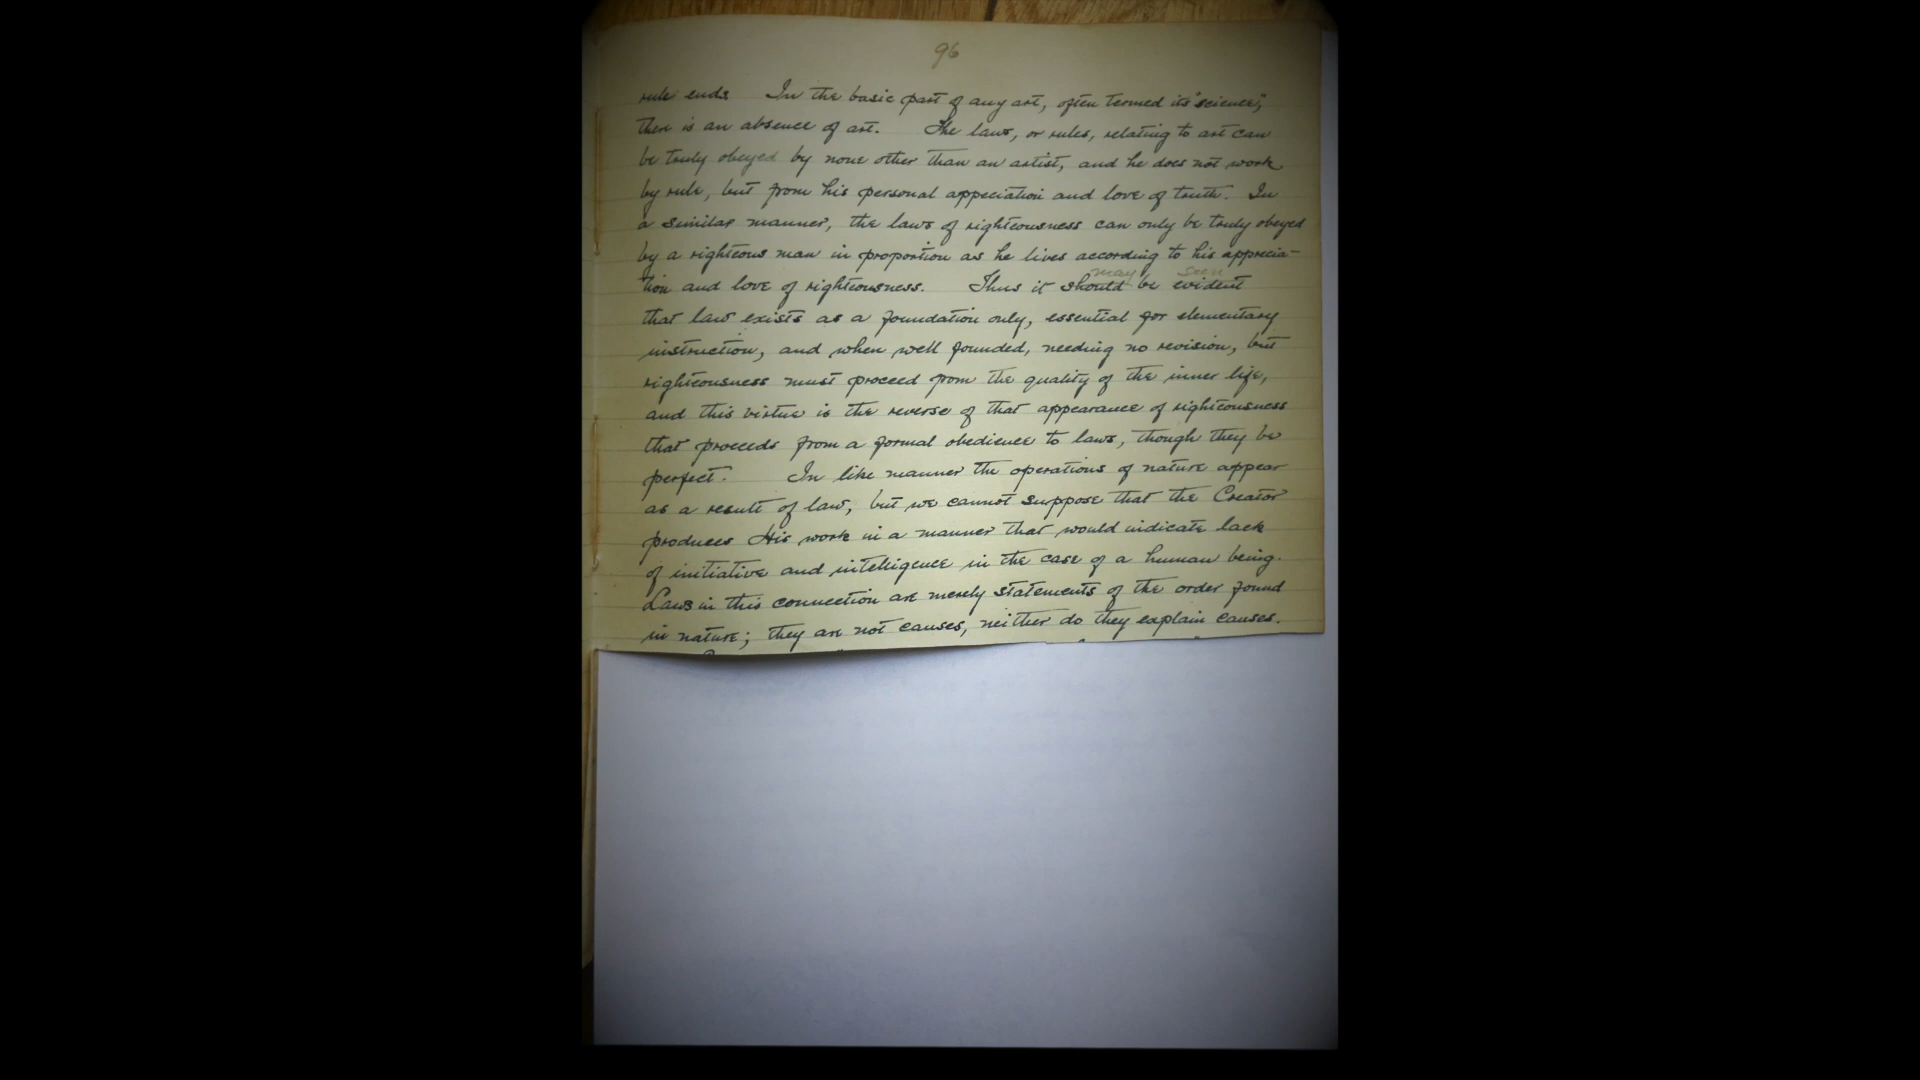 96
rule ends. In the basic part of any art, often termed its "science",
there is an absence of art. The laws, or rules, relating to art can
be truly obeyed by none other than an artist, and he does not work
by rule, but from his personal appeciation and love of truth. In
a similar manner, the laws of righteousness can only be truly obeyed
by a righteous man in proportion as he lives according to his apprecia-
may seen
tion and love of righteousness. Thus it should be evident
that law exists as a foundation only, essential for elementary
instruction, and when well founded, needing no revision, but
righteousness must proceed from the quality of the inner life,
and this virtue is the reverse of that appearance of righteousness
that proceeds from a formal obedience to laws, though they be
perfect. In like manner the operations of nature appear
as a result of law, but we cannot suppose that the Creator
produces His work in a manner that would indicate lack
of initiative and intelligence in the case of a human being.
Laws in this connection are merely statements of the order found
in nature; they are not causes, neither do they explain causes.